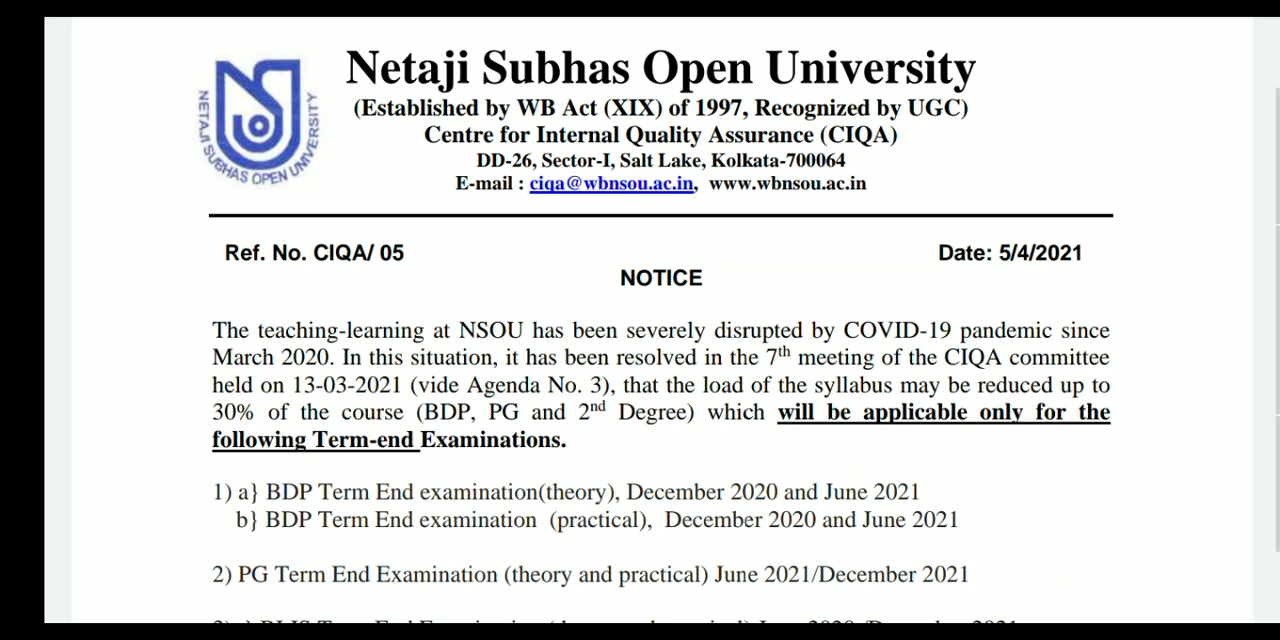 Netaji Subhas Open University
(Established by WB Act (XIX) of 1997, Recognized by UGC)
Centre for Internal Quality Assurance (CIQA)
DD-26, Sector-I, Salt Lake, Kolkata-700064
E-mail : ciqa@wbnsou.ac.in, www.wbnsou.ac.in
NETAJI SUBHAS OPEN UNIVERSITY
Ref. No. CIQA/ 05
Date: 5/4/2021
NOTICE
The teaching-learning at NSOU has been severely disrupted by COVID-19 pandemic since
March 2020. In this situation, it has been resolved in the 7th meeting of the CIQA committee
held on 13-03-2021 (vide Agenda No. 3), that the load of the syllabus may be reduced up to
30% of the course (BDP, PG and 2nd Degree) which will be applicable only for the
following Term-end Examinations.
1) a} BDP Term End examination(theory), December 2020 and June 2021
b} BDP Term End examination (practical), December 2020 and June 2021
2) PG Term End Examination (theory and practical) June 2021/December 2021